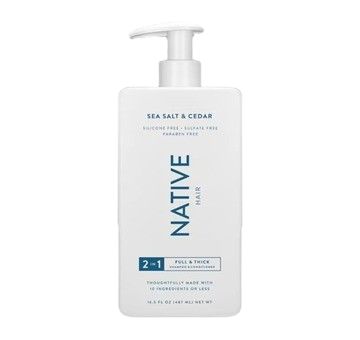 SEA SALT & CEDAR
SILICONE FREE • SULFATE FREE
PARABEN FREE
NATIVE
HAIR
2 IN 1
FULL & THICK
SHAMPOO & CONDITIONER
THOUGHTFULLY MADE WITH
10 INGREDIENTS OR LESS
16.5 FL OZ (487 mL) NET WT